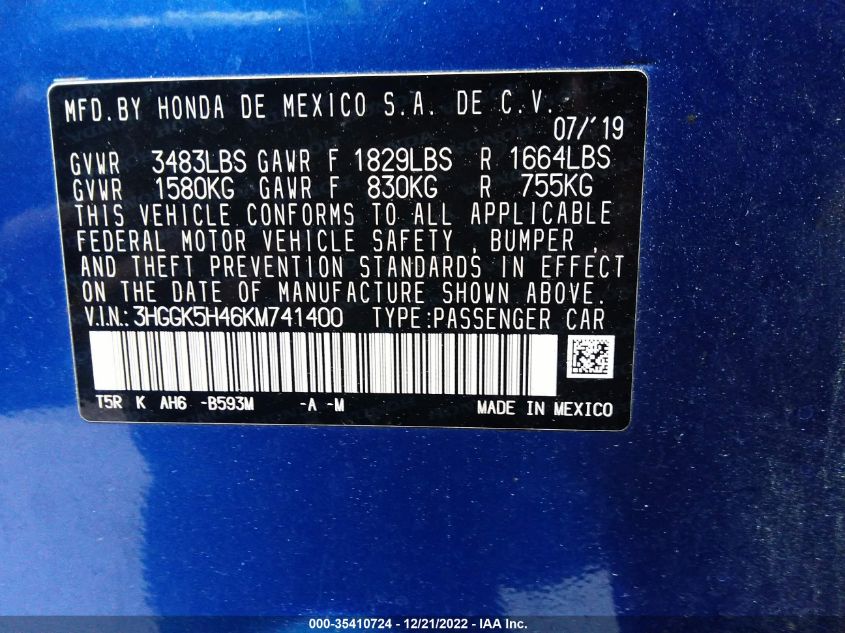 MFD.BY HONDA DE MEXICO S.A. DE C.V.
07/'19
GVWR 3483LBS GAWR F 1829LBS R 1664LBS
GVWR 1580KG GAWR F 830KG R 755KG
THIS VEHICLE CONFORMS TO ALL APPLICABLE
FEDERAL MOTOR VEHICLE SAFETY , BUMPER ,
AND THEFT PREVENTION STANDARDS IN EFFECT
ON THE DATE OF MANUFACTURE SHOWN ABOVE.
V.I.N.: 3HGGK5H46KM741400 TYPE:PASSENGER CAR
T5R K AH6 -B593M -A -M MADE IN MEXICO
000-35410724 - 12/21/2022 - IAA Inc.